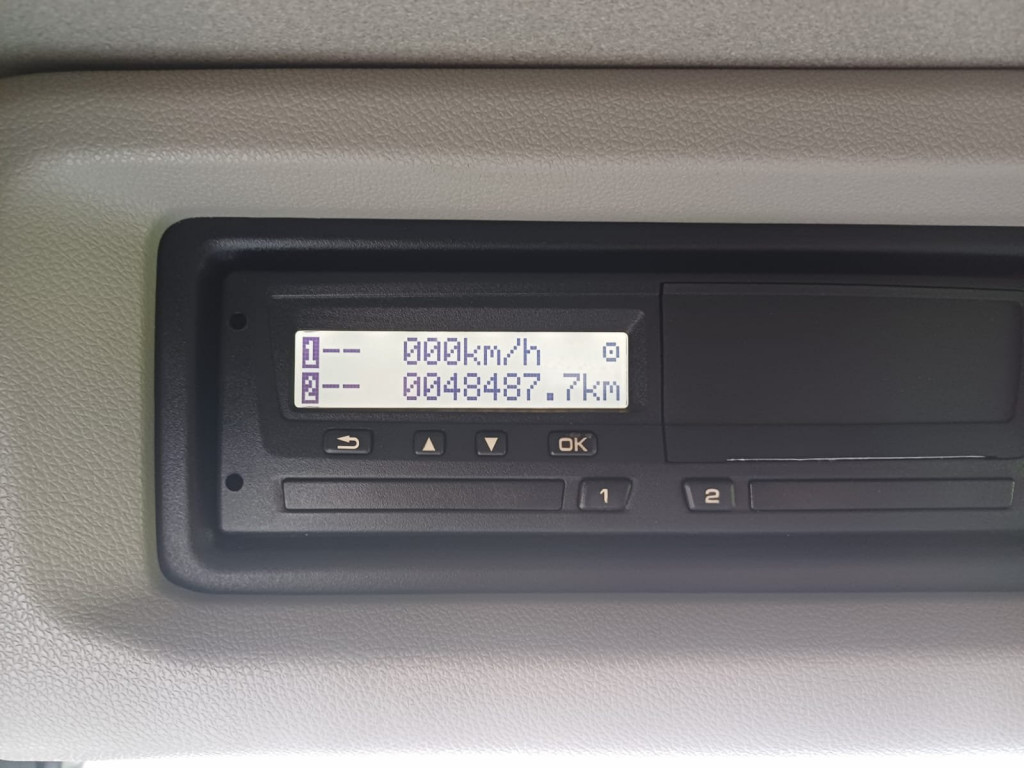 1-- 000km/h
2-- 0048487.7km
▲ ▼ OK
1 2